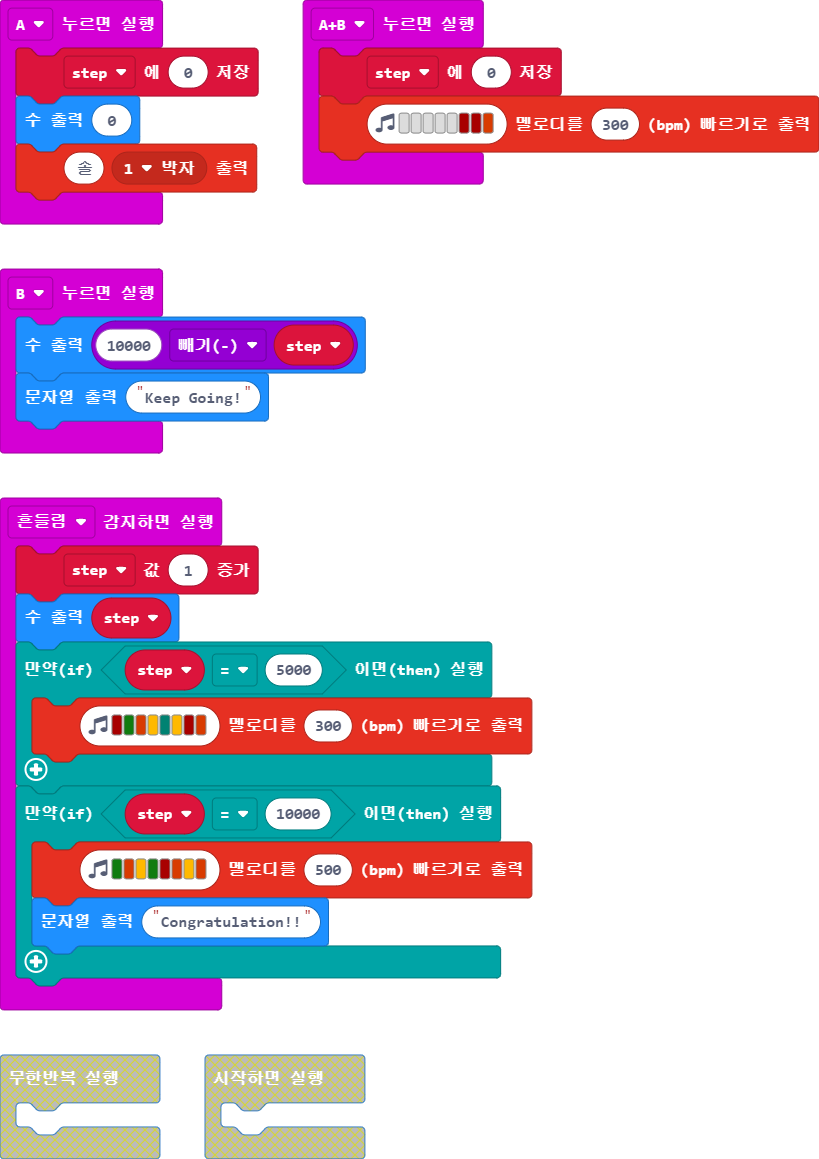 A 누르면 실행
step 에 0 저장
수 출력 0
솔 1 박자 출력
A+B 누르면 실행
step 에 0 저장
멜로디를 300 (bpm) 빠르기로 출력
B 누르면 실행
수 출력 10000 빼기(-) step
문자열 출력 "Keep Going!"
흔들림 감지하면 실행
step 값 1 증가
수 출력 step
만약(if) step = 5000 이면(then) 실행
멜로디를 300 (bpm) 빠르기로 출력
만약(if) step = 10000 이면(then) 실행
멜로디를 500 (bpm) 빠르기로 출력
문자열 출력 "Congratulation!!"
무한반복 실행
시작하면 실행